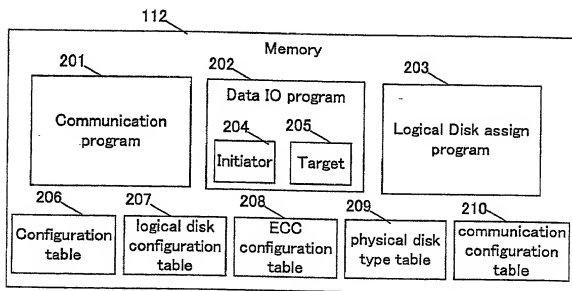 112
Memory
201
202
203
Communication
program
Data IO program
204
205
Initiator
Target
Logical Disk assign
program
206
207
208
209
210
Configuration
table
logical disk
configuration
table
ECC
configuration
table
physical disk
type table
communication
configuration
table